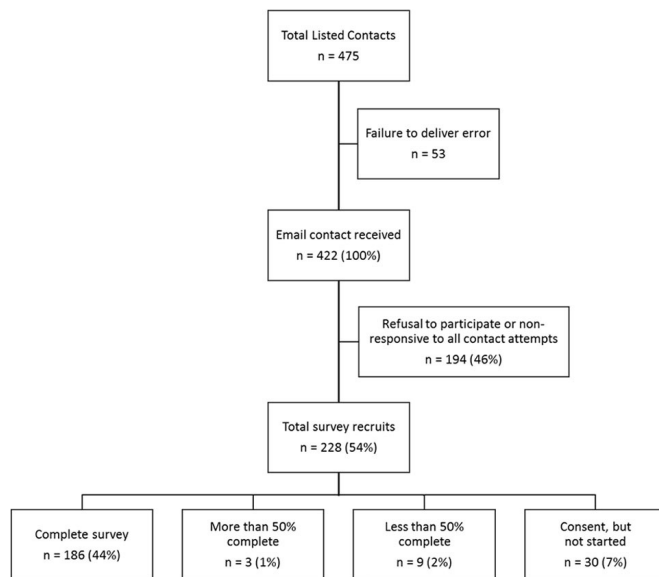 Total Listed Contacts
n = 475
Failure to deliver error
n = 53
Email contact received
n = 422 (100%)
Refusal to participate or non-
responsive to all contact attempts
n = 194 (46%)
Total survey recruits
n = 228 (54%)
Complete survey
n = 186 (44%)
More than 50%
complete
n = 3 (1%)
Less than 50%
complete
n = 9 (2%)
Consent, but
not started
n = 30 (7%)